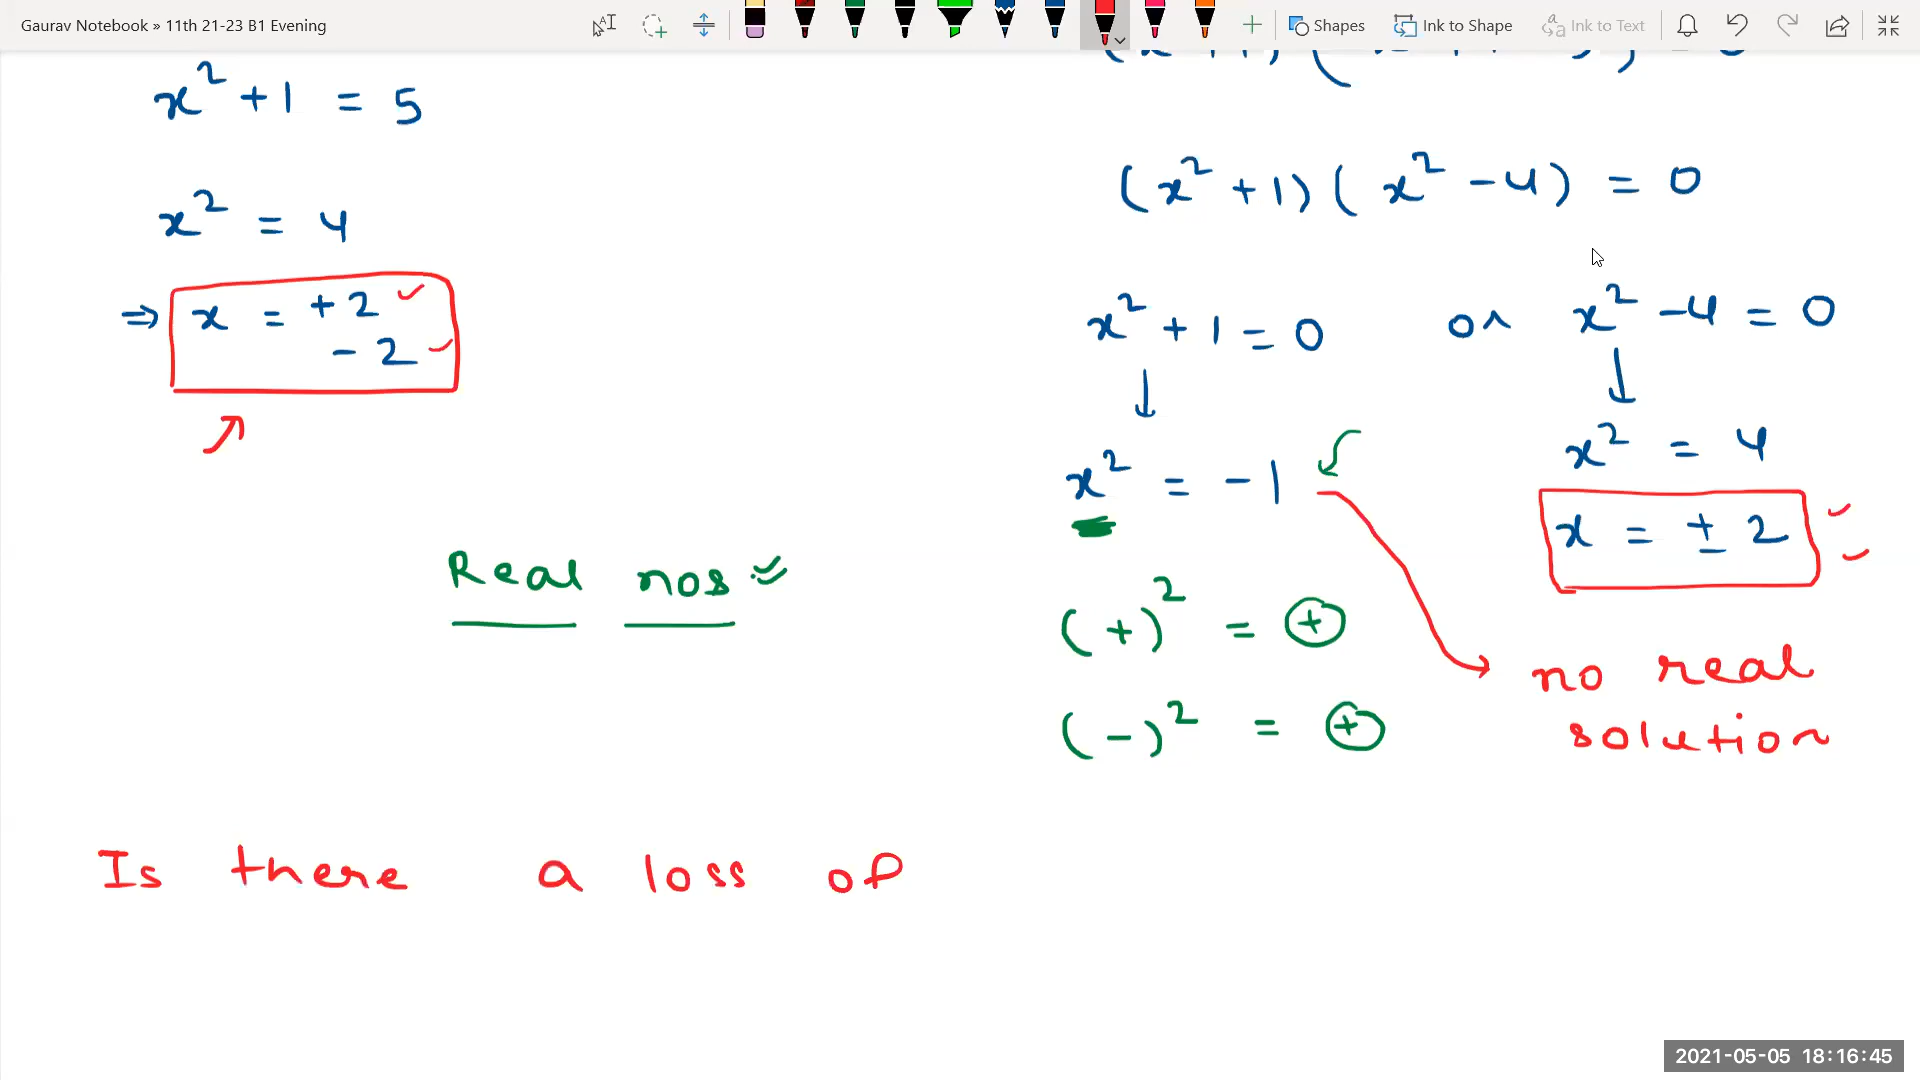 Gaurav Notebook » 11th 21-23 B1 Evening
Shapes
Ink to Shape
Ink to Text
x² + 1 = 5
x² = 4
⇒ x = +2 ✓
- 2 ✓
Real nos
(x² + 1)(x² - 4) = 0
x² + 1 = 0 or x² - 4 = 0
↓ ↓
x² = -1
x² = 4
x = ± 2 ✓ ✓
(+)² = +
(-)² = +
no real
solution
Is there a loss of
2021-05-05 18:16:45